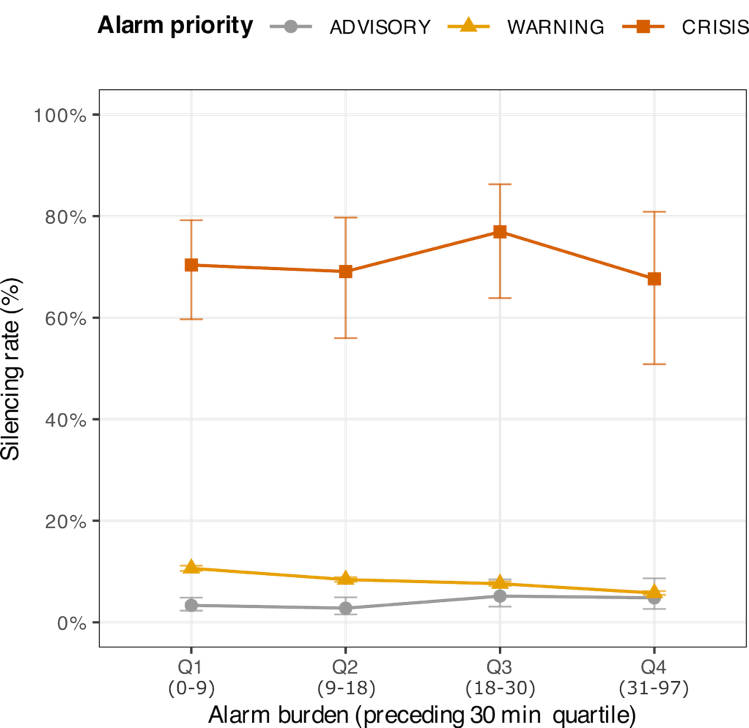 Alarm priority ADVISORY WARNING CRISIS
100%
80%
60%
40%
20%
0%
Silencing rate (%)
Q1 Q2 Q3 Q4
(0-9) (9-18) (18-30) (31-97)
Alarm burden (preceding 30 min quartile)